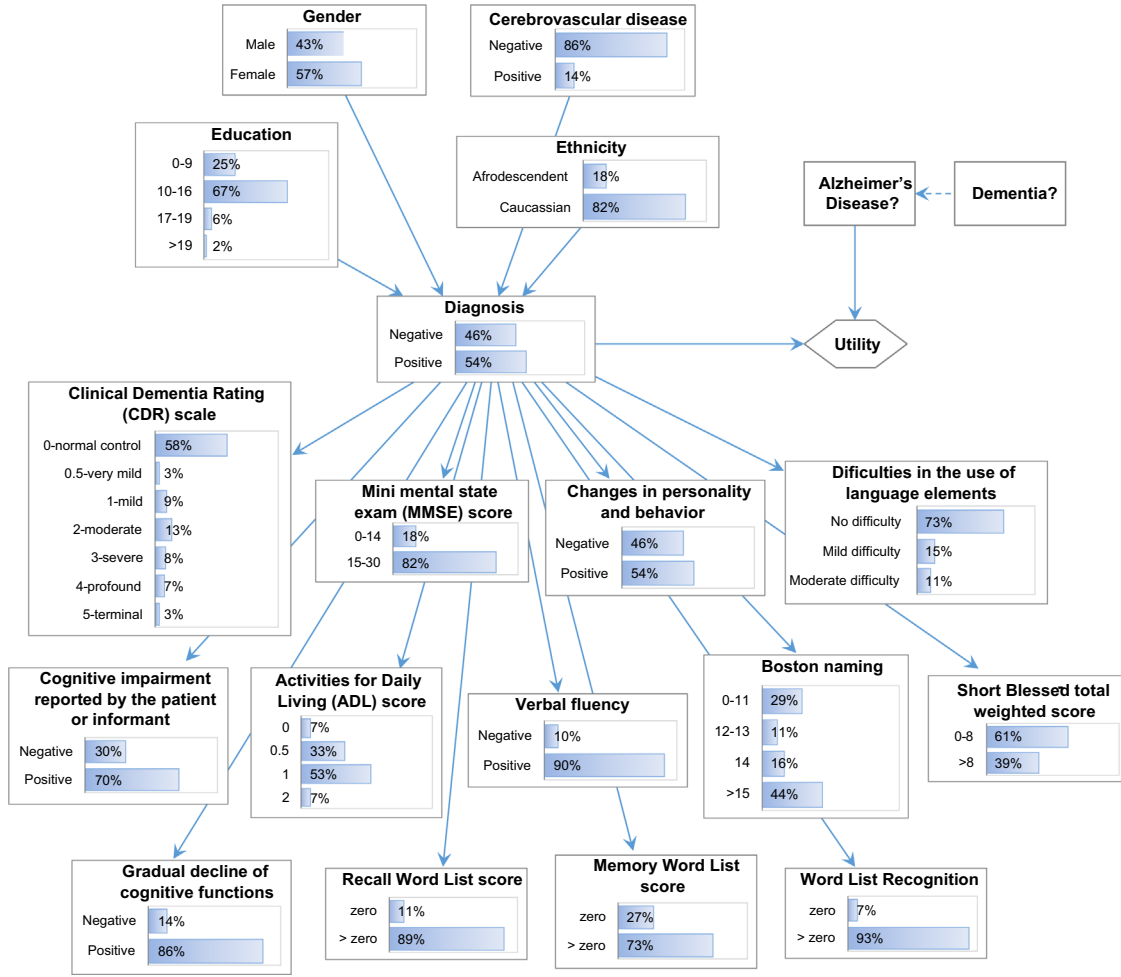 Gender
Male 43%
Female 57%
Cerebrovascular disease
Negative 86%
Positive 14%
Education
0-9 25%
10-16 67%
17-19 6%
>19 2%
Ethnicity
Afrodescendent 18%
Caucassian 82%
Alzheimer's
Disease?
Dementia?
Diagnosis
Negative 46%
Positive 54%
Utility
Clinical Dementia Rating
(CDR) scale
0-normal control 58%
0.5-very mild 3%
1-mild 9%
2-moderate 13%
3-severe 8%
4-profound 7%
5-terminal 3%
Mini mental state
exam (MMSE) score
0-14 18%
15-30 82%
Changes in personality
and behavior
Negative 46%
Positive 54%
Dificulties in the use of
language elements
No difficulty 73%
Mild difficulty 15%
Moderate difficulty 11%
Cognitive impairment
reported by the patient
or informant
Negative 30%
Positive 70%
Activities for Daily
Living (ADL) score
0 7%
0.5 33%
1 53%
2 7%
Verbal fluency
Negative 10%
Positive 90%
Boston naming
0-11 29%
12-13 11%
14 16%
>15 44%
Short Blessed total
weighted score
0-8 61%
>8 39%
Gradual decline of
cognitive functions
Negative 14%
Positive 86%
Recall Word List score
zero 11%
> zero 89%
Memory Word List
score
zero 27%
> zero 73%
Word List Recognition
zero 7%
> zero 93%